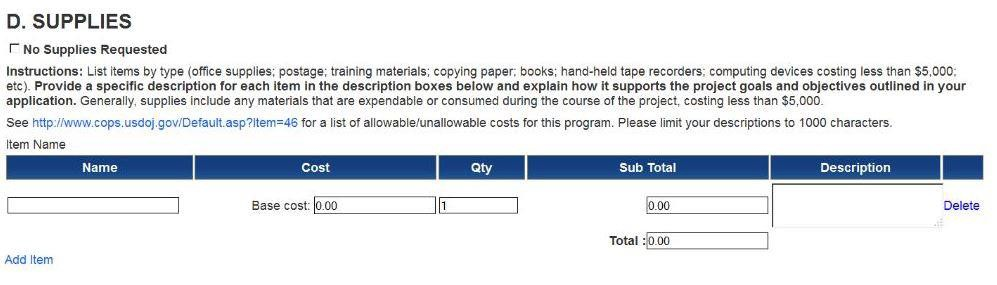 D. SUPPLIES
No Supplies Requested
Instructions: List items by type (office supplies; postage; training materials; copying paper; books; hand-held tape recorders; computing devices costing less than $5,000;
etc). Provide a specific description for each item in the description boxes below and explain how it supports the project goals and objectives outlined in your
application. Generally, supplies include any materials that are expendable or consumed during the course of the project, costing less than $5,000.
See http://www.cops.usdoj.gov/Default.asp?Item=46 for a list of allowable/unallowable costs for this program. Please limit your descriptions to 1000 characters.
Item Name
Name Cost Qty Sub Total Description
Base cost: 0.00 1 0.00 Delete
Total : 0.00
Add Item